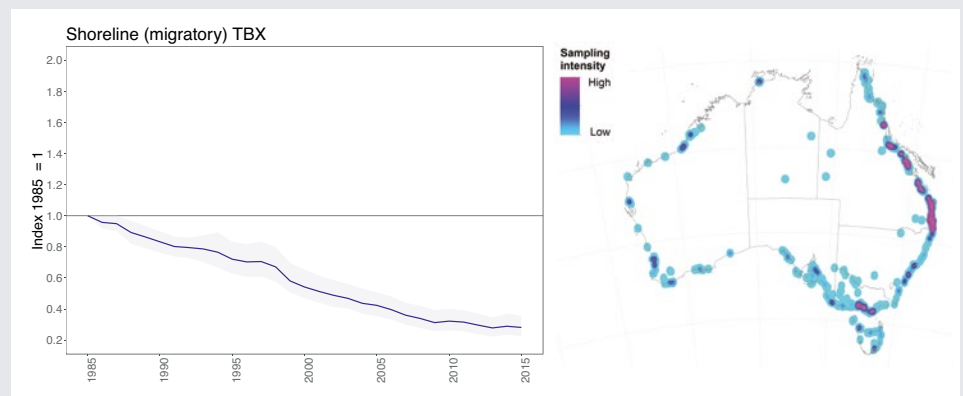 Shoreline (migratory) TBX
Index 1985 = 1
2.0
1.8
1.6
1.4
1.2
1.0
0.8
0.6
0.4
0.2
1985
1990
1995
2000
2005
2010
2015
Sampling
intensity
High
Low